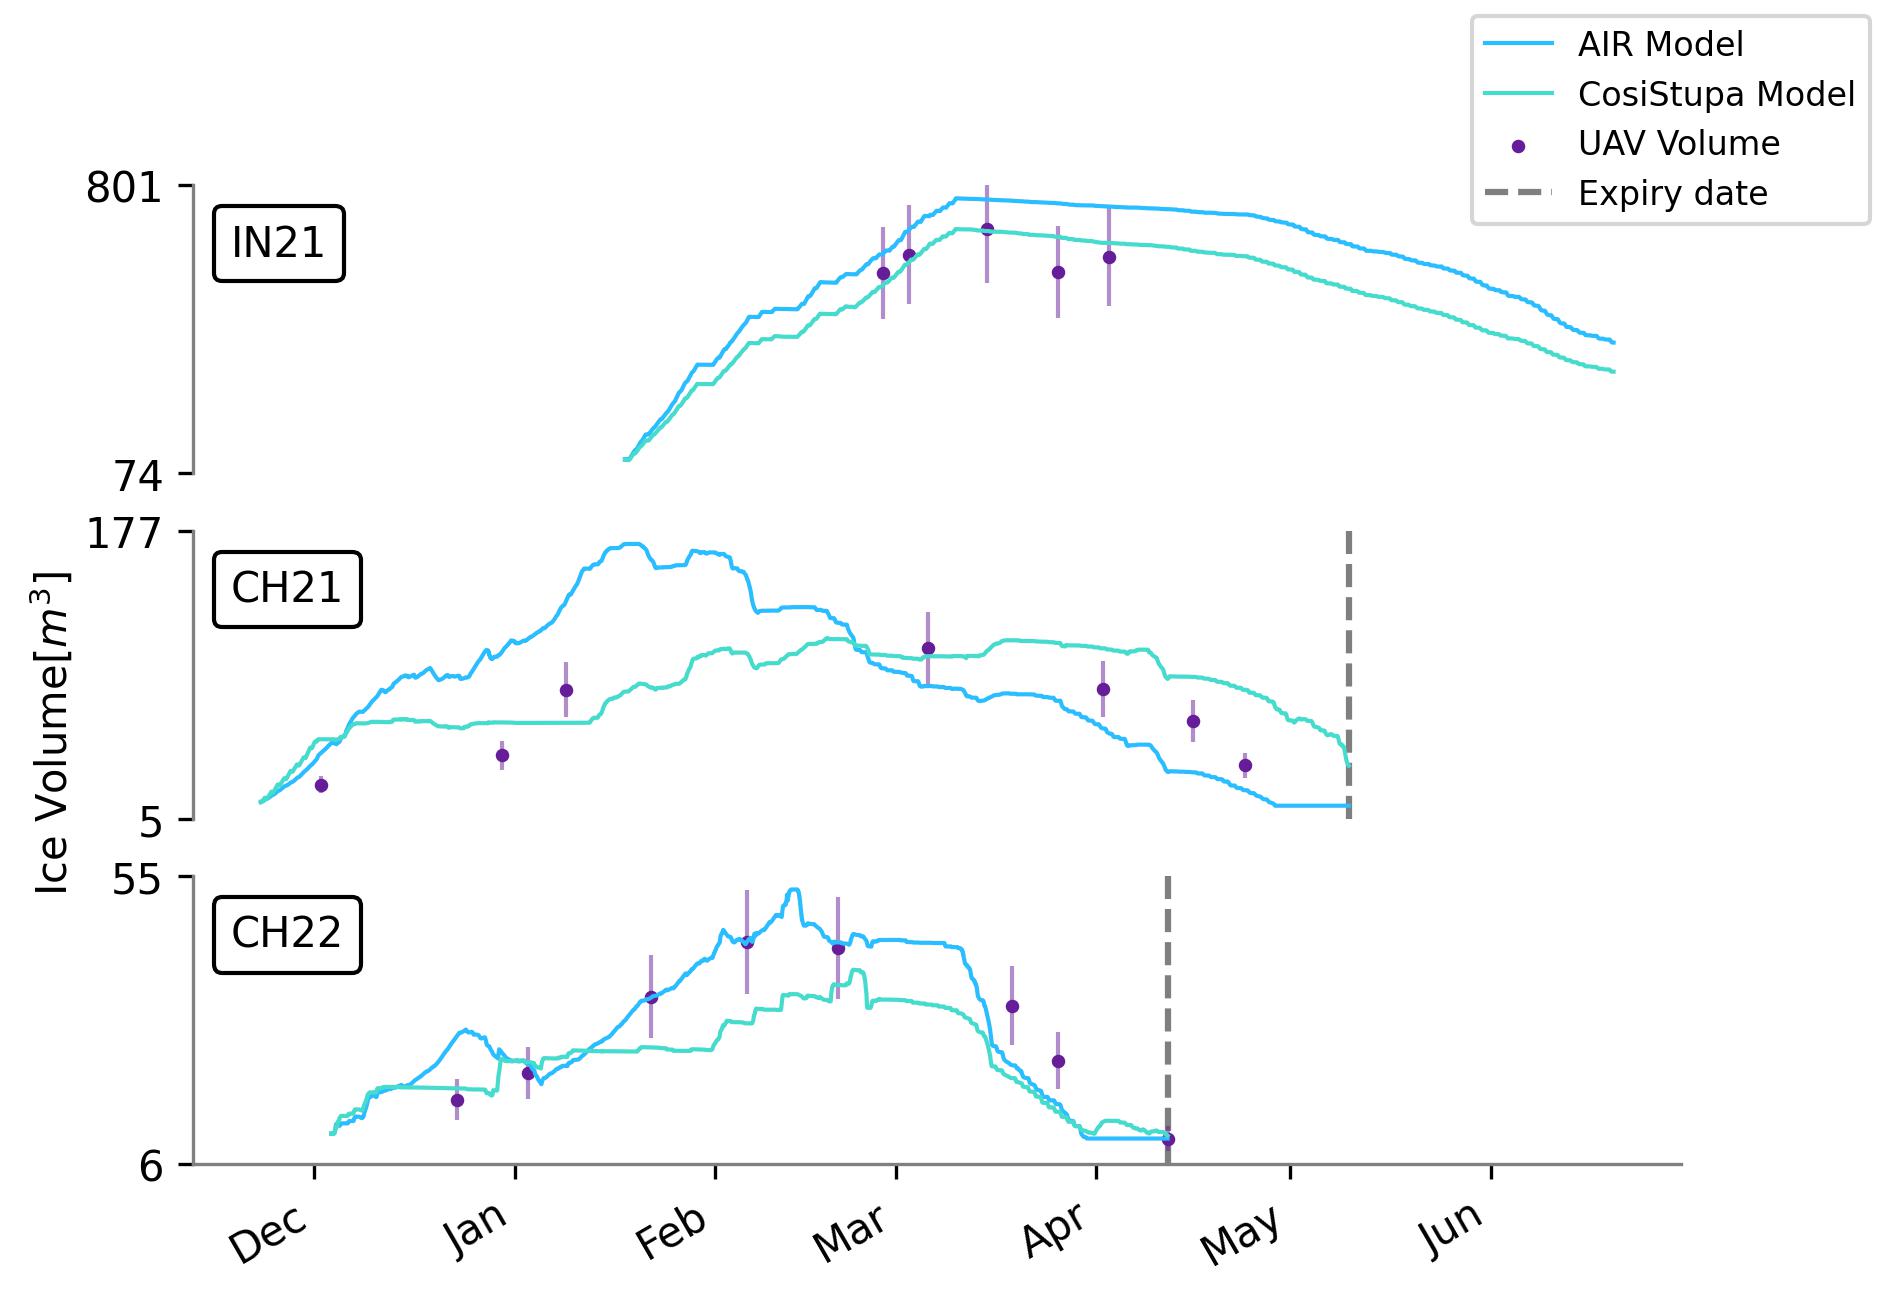 AIR Model
CosiStupa Model
UAV Volume
Expiry date
801
IN21
74
177
CH21
5
Ice Volume[m³]
55
CH22
6
Dec
Jan
Feb
Mar
Apr
May
Jun